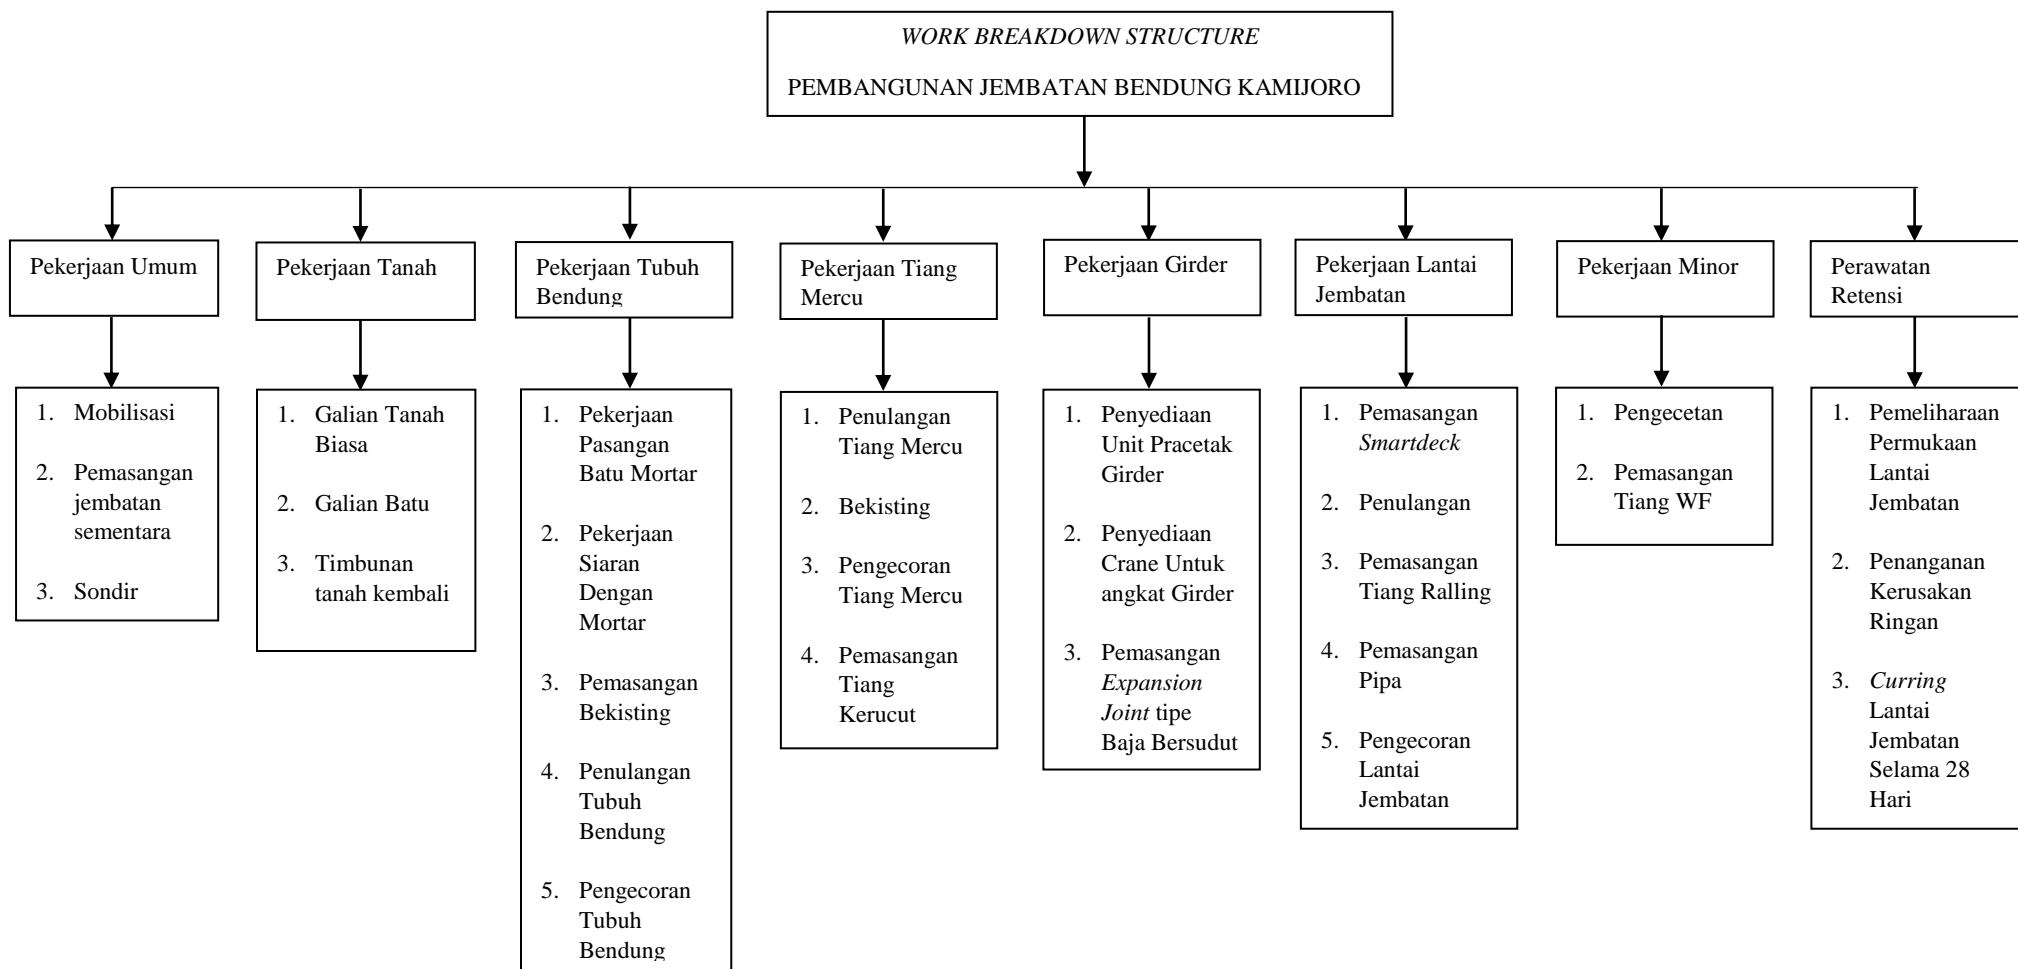 WORK BREAKDOWN STRUCTURE
PEMBANGUNAN JEMBATAN BENDUNG KAMIJORO
Pekerjaan Umum
Pekerjaan Tanah
Pekerjaan Tubuh
Bendung
Pekerjaan Tiang
Mercu
Pekerjaan Girder
Pekerjaan Lantai
Jembatan
Pekerjaan Minor
Perawatan
Retensi
1. Mobilisasi
2. Pemasangan
jembatan
sementara
3. Sondir
1. Galian Tanah
Biasa
2. Galian Batu
3. Timbunan
tanah kembali
1. Pekerjaan
Pasangan
Batu Mortar
2. Pekerjaan
Siaran
Dengan
Mortar
3. Pemasangan
Bekisting
4. Penulangan
Tubuh
Bendung
5. Pengecoran
Tubuh
Bendung
1. Penulangan
Tiang Mercu
2. Bekisting
3. Pengecoran
Tiang Mercu
4. Pemasangan
Tiang
Kerucut
1. Penyediaan
Unit Pracetak
Girder
2. Penyediaan
Crane Untuk
angkat Girder
3. Pemasangan
Expansion
Joint tipe
Baja Bersudut
1. Pemasangan
Smartdeck
2. Penulangan
3. Pemasangan
Tiang Ralling
4. Pemasangan
Pipa
5. Pengecoran
Lantai
Jembatan
1. Pengecetan
2. Pemasangan
Tiang WF
1. Pemeliharaan
Permukaan
Lantai
Jembatan
2. Penanganan
Kerusakan
Ringan
3. Curring
Lantai
Jembatan
Selama 28
Hari